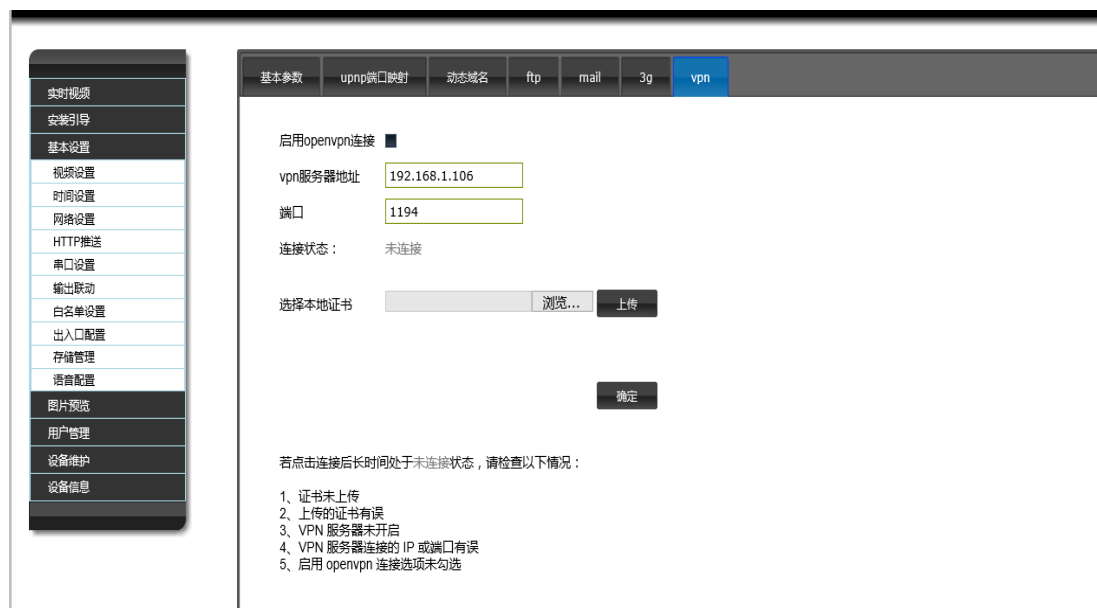 实时视频
安装引导
基本设置
视频设置
时间设置
网络设置
HTTP推送
串口设置
输出联动
白名单设置
出入口配置
存储管理
语音配置
图片预览
用户管理
设备维护
设备信息
基本参数 upnp端口映射 动态域名 ftp mail 3g vpn
启用openvpn连接
vpn服务器地址 192.168.1.106
端口 1194
连接状态： 未连接
选择本地证书 浏览... 上传
确定
若点击连接后长时间处于未连接状态，请检查以下情况：
1、证书未上传
2、上传的证书有误
3、VPN 服务器未开启
4、VPN 服务器连接的 IP 或端口有误
5、启用 openvpn 连接选项未勾选